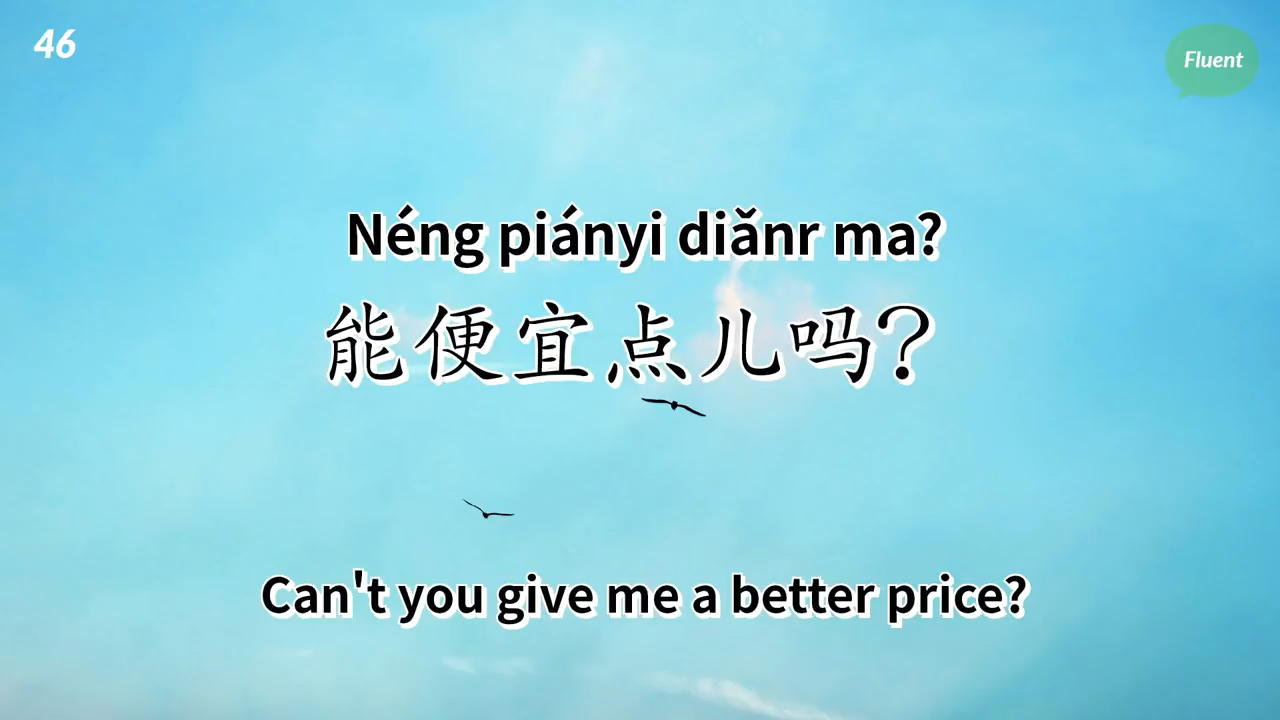 46
Fluent
Néng piányi diǎnr ma?
能便宜点儿吗？
Can't you give me a better price?